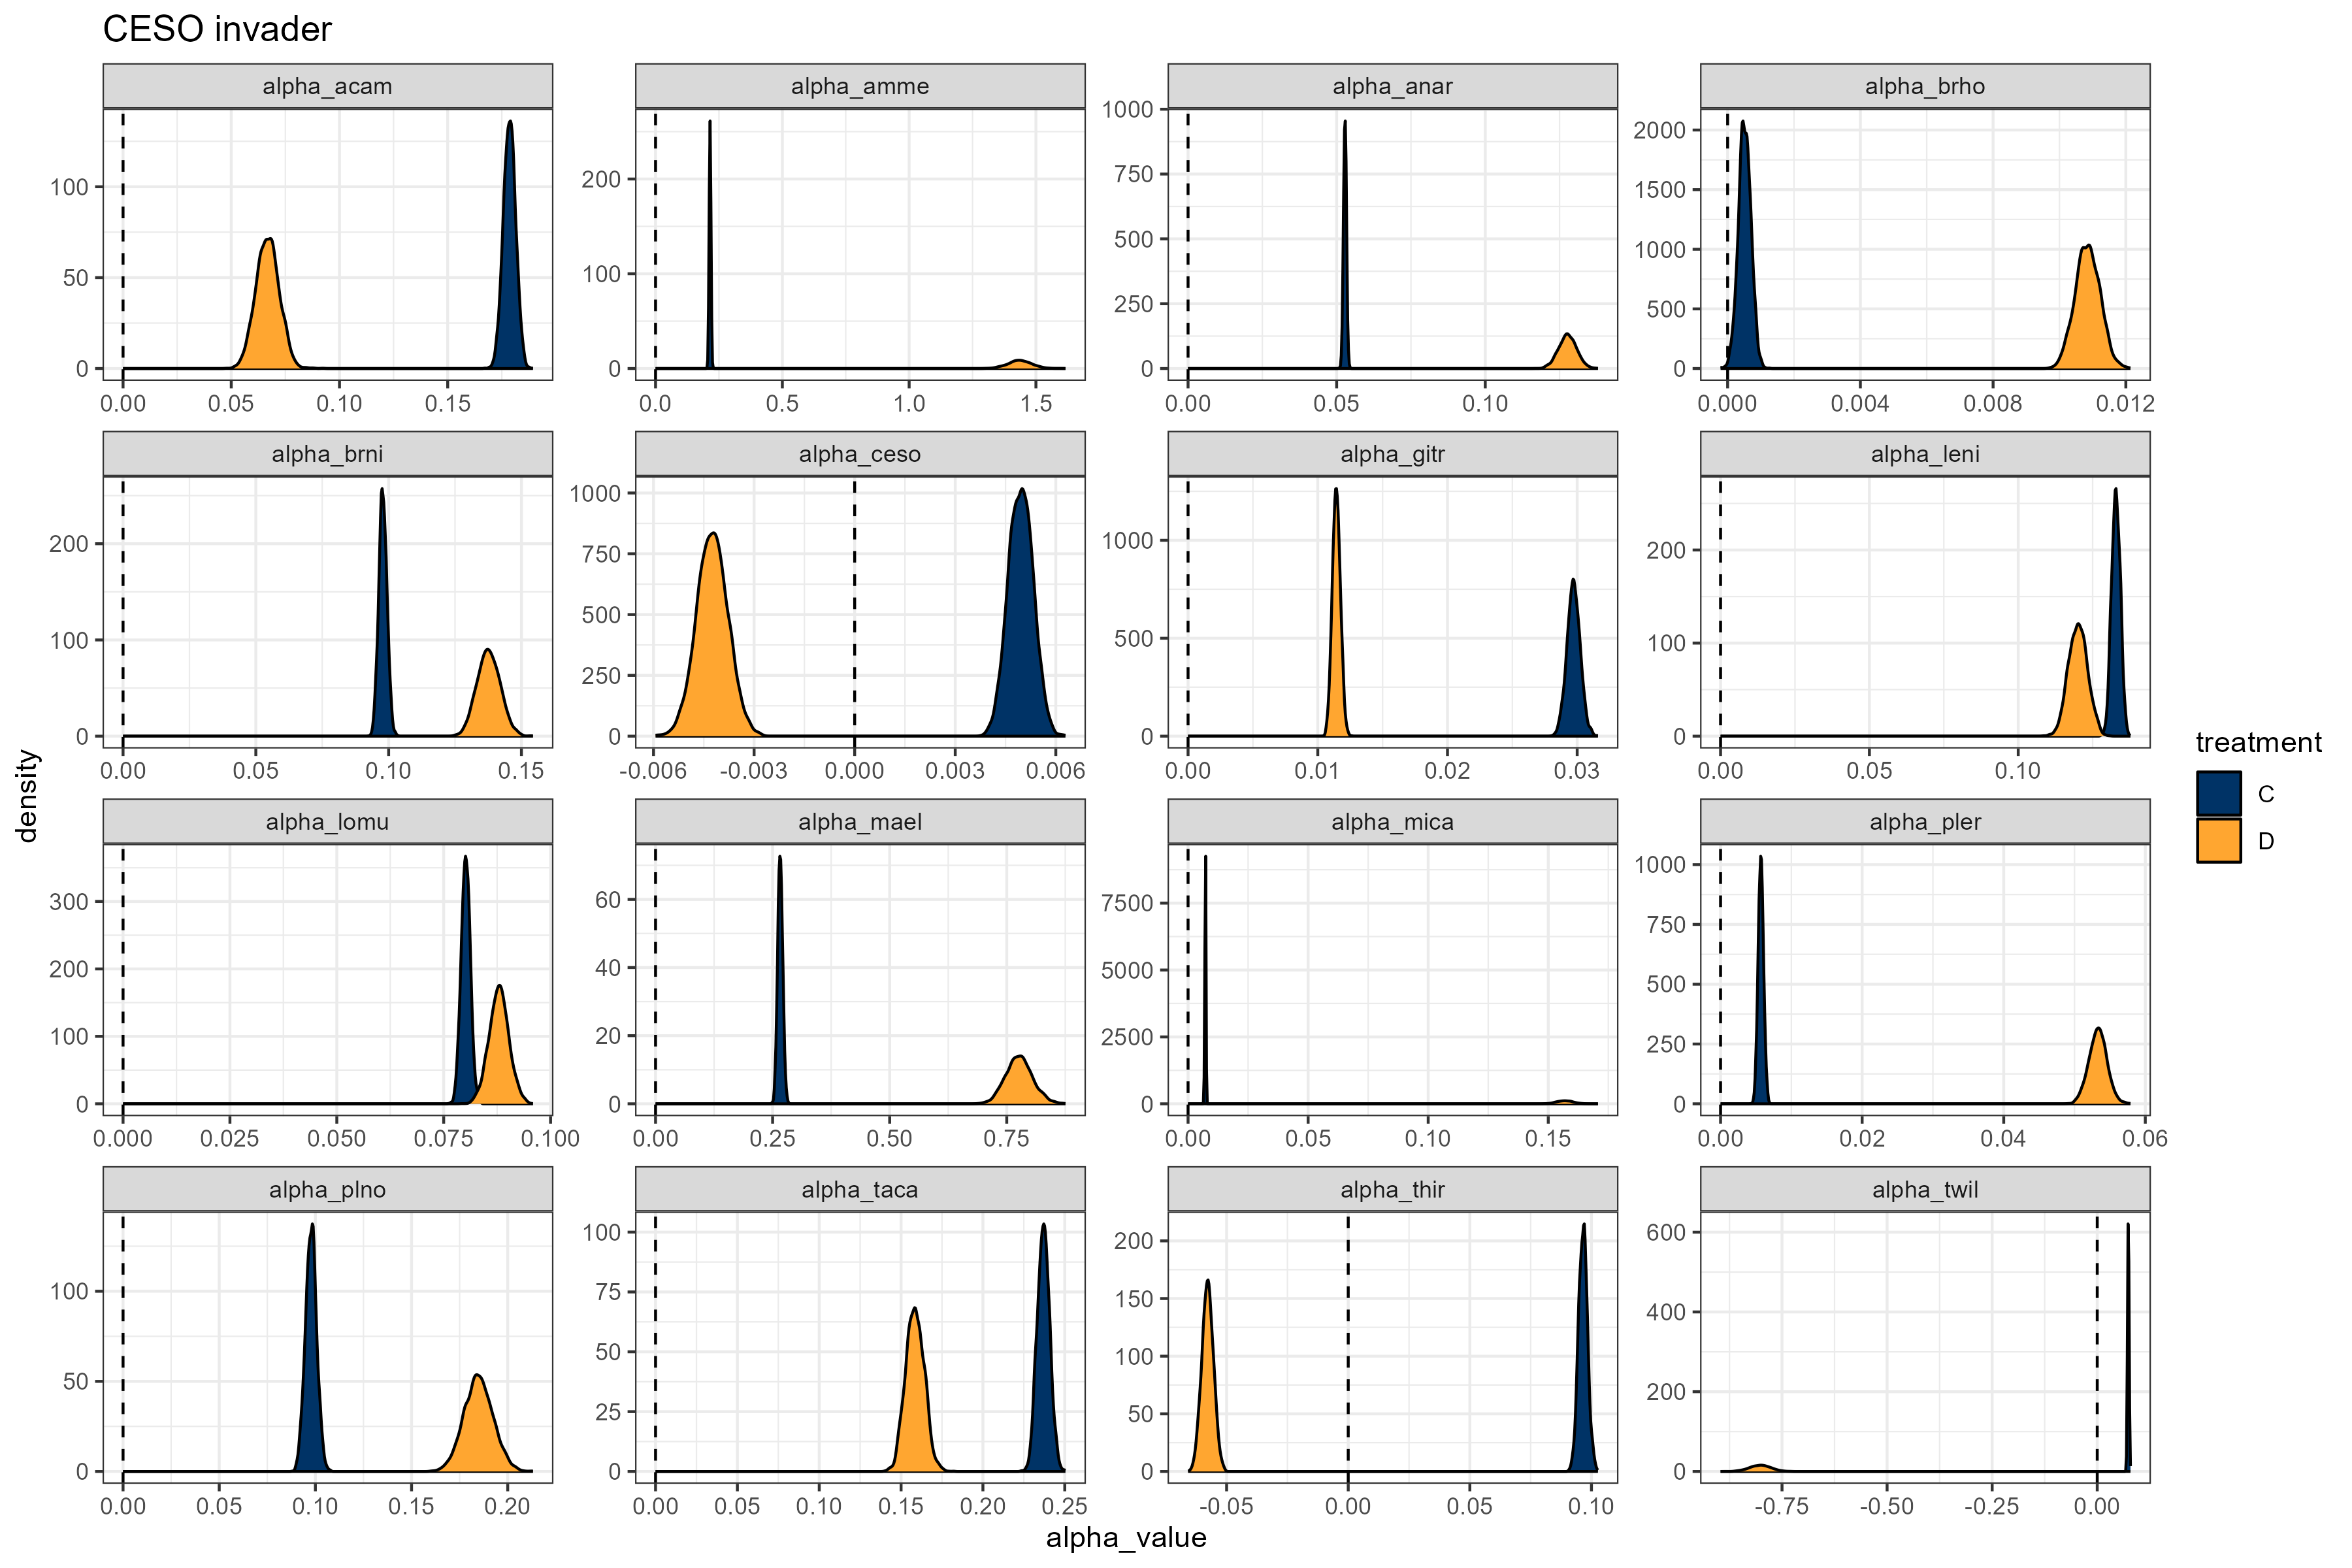 CESO invader
alpha_acam
alpha_amme
alpha_anar
alpha_brho
0 50 100
0 100 200
0 250 500 750 1000
0 500 1000 1500 2000
0.00 0.05 0.10 0.15
0.0 0.5 1.0 1.5
0.00 0.05 0.10
0.000 0.004 0.008 0.012
alpha_brni
alpha_ceso
alpha_gitr
alpha_leni
0 100 200
0 250 500 750 1000
0 500 1000
0 100 200
0.00 0.05 0.10 0.15
-0.006 -0.003 0.000 0.003 0.006
0.00 0.01 0.02 0.03
0.00 0.05 0.10
alpha_lomu
alpha_mael
alpha_mica
alpha_pler
0 100 200 300
0 20 40 60
0 2500 5000 7500
0 250 500 750 1000
0.000 0.025 0.050 0.075 0.100
0.00 0.25 0.50 0.75
0.00 0.05 0.10 0.15
0.00 0.02 0.04 0.06
alpha_plno
alpha_taca
alpha_thir
alpha_twil
0 50 100
0 25 50 75 100
0 50 100 150 200
0 200 400 600
0.00 0.05 0.10 0.15 0.20
0.00 0.05 0.10 0.15 0.20 0.25
-0.05 0.00 0.05 0.10
-0.75 -0.50 -0.25 0.00
alpha_value
density
treatment
C
D